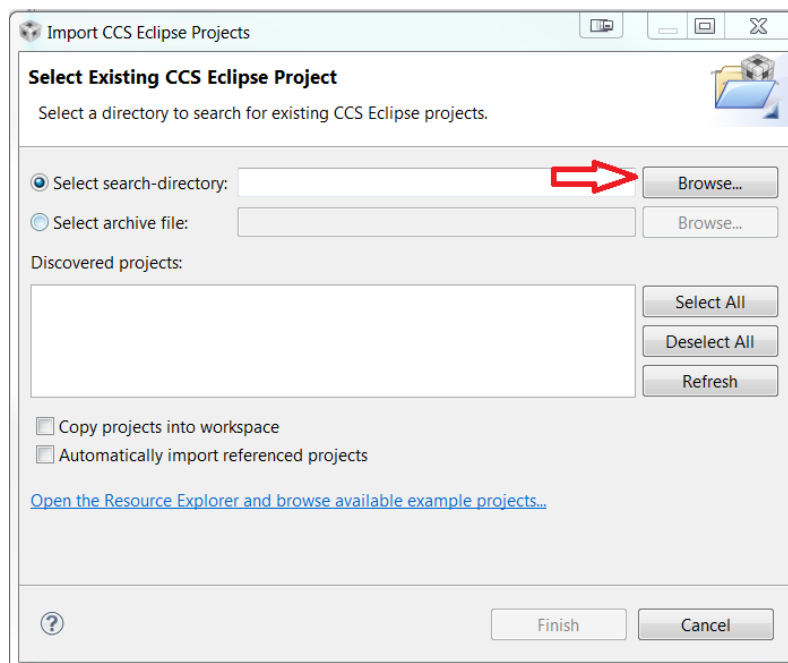 Import CCS Eclipse Projects
Select Existing CCS Eclipse Project
Select a directory to search for existing CCS Eclipse projects.
Select search-directory: Browse...
Select archive file: Browse...
Discovered projects:
Select All
Deselect All
Refresh
Copy projects into workspace
Automatically import referenced projects
Open the Resource Explorer and browse available example projects...
? Finish Cancel